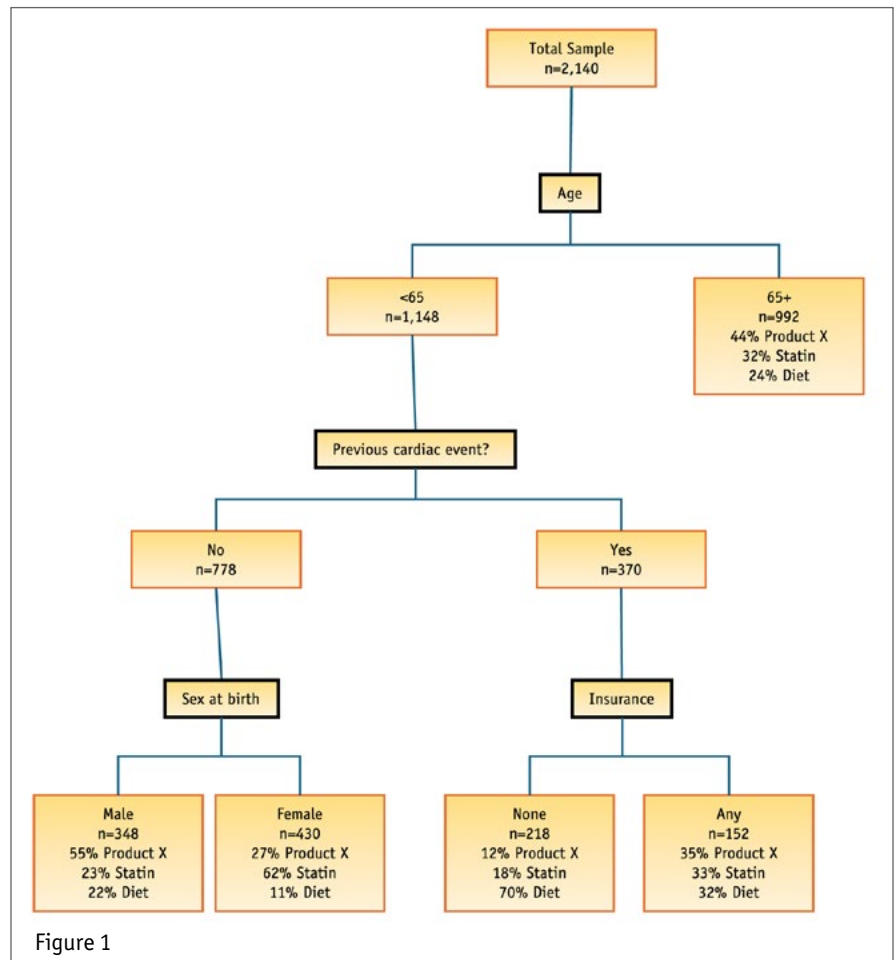 Total Sample
n=2,140
Age
<65
n=1,148
65+
n=992
44% Product X
32% Statin
24% Diet
Previous cardiac event?
No
n=778
Yes
n=370
Sex at birth
Insurance
Male
n=348
55% Product X
23% Statin
22% Diet
Female
n=430
27% Product X
62% Statin
11% Diet
None
n=218
12% Product X
18% Statin
70% Diet
Any
n=152
35% Product X
33% Statin
32% Diet
Figure 1